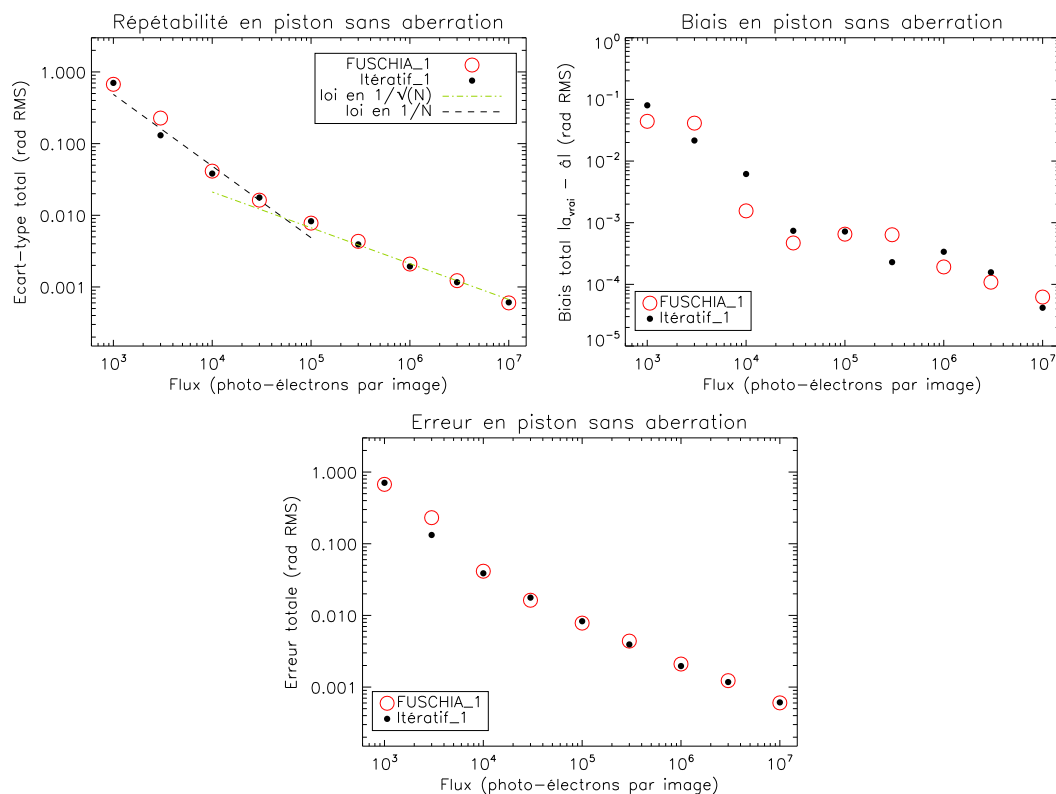 Répétabilité en piston sans aberration
Ecart-type total (rad RMS)
1.000
0.100
0.010
0.001
FUSCHIA_1
Itératif_1
loi en 1/√(N)
loi en 1/N
10³ 10⁴ 10⁵ 10⁶ 10⁷
Flux (photo-électrons par image)
Biais en piston sans aberration
Biais total |a_vrai − â| (rad RMS)
10⁰
10⁻¹
10⁻²
10⁻³
10⁻⁴
10⁻⁵
FUSCHIA_1
Itératif_1
10³ 10⁴ 10⁵ 10⁶ 10⁷
Flux (photo-électrons par image)
Erreur en piston sans aberration
Erreur totale (rad RMS)
1.000
0.100
0.010
0.001
FUSCHIA_1
Itératif_1
10³ 10⁴ 10⁵ 10⁶ 10⁷
Flux (photo-électrons par image)